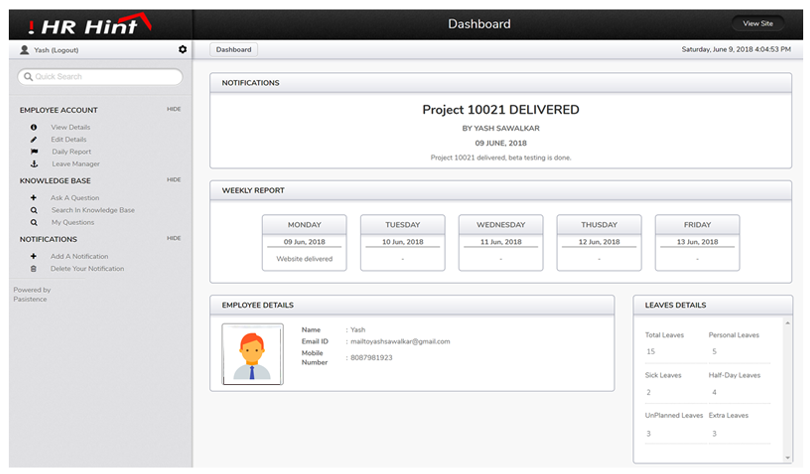 ! HR Hint
Dashboard
View Site
Yash (Logout)
Dashboard
Saturday, June 9, 2018 4:04:53 PM
Quick Search
EMPLOYEE ACCOUNT HIDE
View Details
Edit Details
Daily Report
Leave Manager
KNOWLEDGE BASE HIDE
Ask A Question
Search In Knowledge Base
My Questions
NOTIFICATIONS HIDE
Add A Notification
Delete Your Notification
Powered by
Pasistence
NOTIFICATIONS
Project 10021 DELIVERED
BY YASH SAWALKAR
09 JUNE, 2018
Project 10021 delivered, beta testing is done.
WEEKLY REPORT
MONDAY TUESDAY WEDNESDAY THUSDAY FRIDAY
09 Jun, 2018 10 Jun, 2018 11 Jun, 2018 12 Jun, 2018 13 Jun, 2018
Website delivered - - - -
EMPLOYEE DETAILS
Name : Yash
Email ID : mailtoyashsawalkar@gmail.com
Mobile
Number : 8087981923
LEAVES DETAILS
Total Leaves Personal Leaves
15 5
Sick Leaves Half-Day Leaves
2 4
UnPlanned Leaves Extra Leaves
3 3